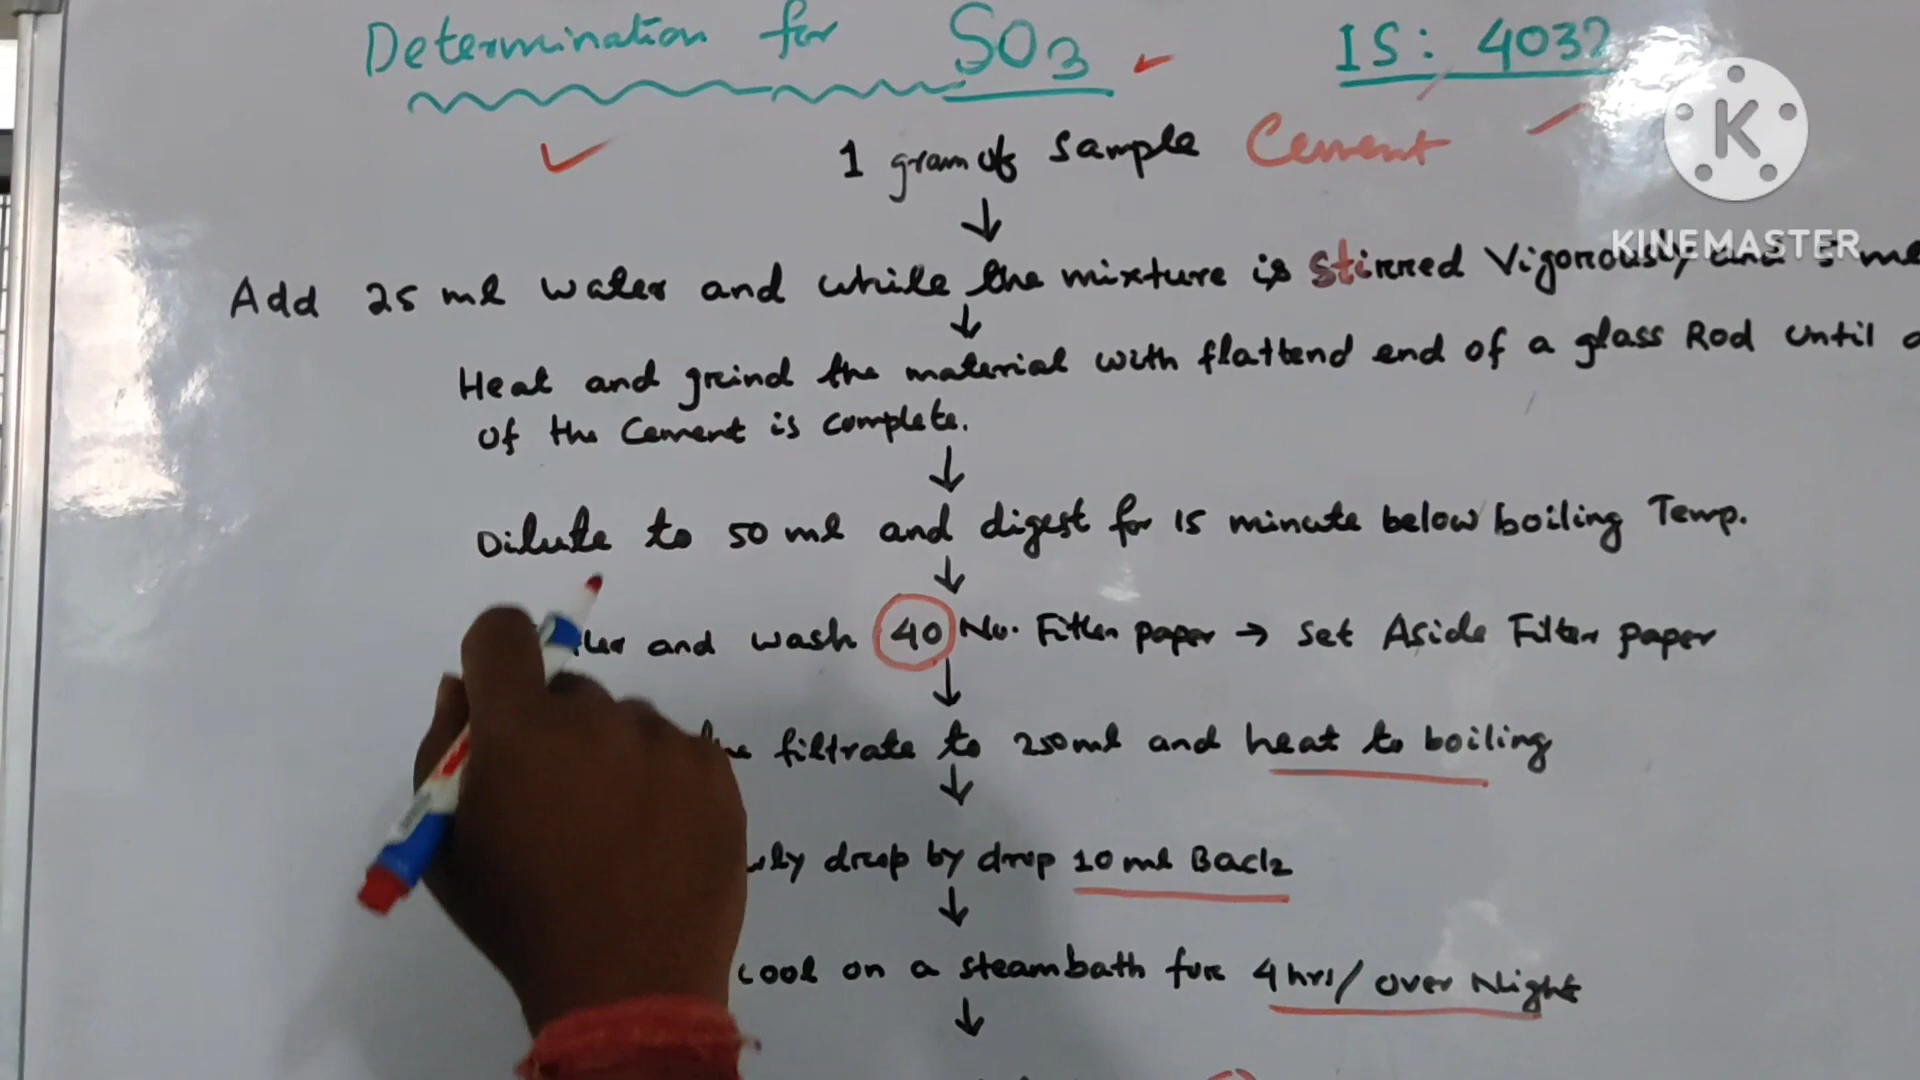 Determination for SO3 IS: 4032
1 gram of Sample Cement
KINEMASTER
Add 25 ml water and while the mixture is Stirred Vigorously and 5 ml
Heat and grind the material with flattend end of a glass Rod until
of the Cement is complete.
Dilute to 50 ml and digest for 15 minute below boiling Temp.
and wash 40 No. Filter paper → Set Aside Filter paper
filtrate to 250ml and heat to boiling
drop by drop 10 ml Bacl2
cool on a steambath for 4 hrs/ over Night